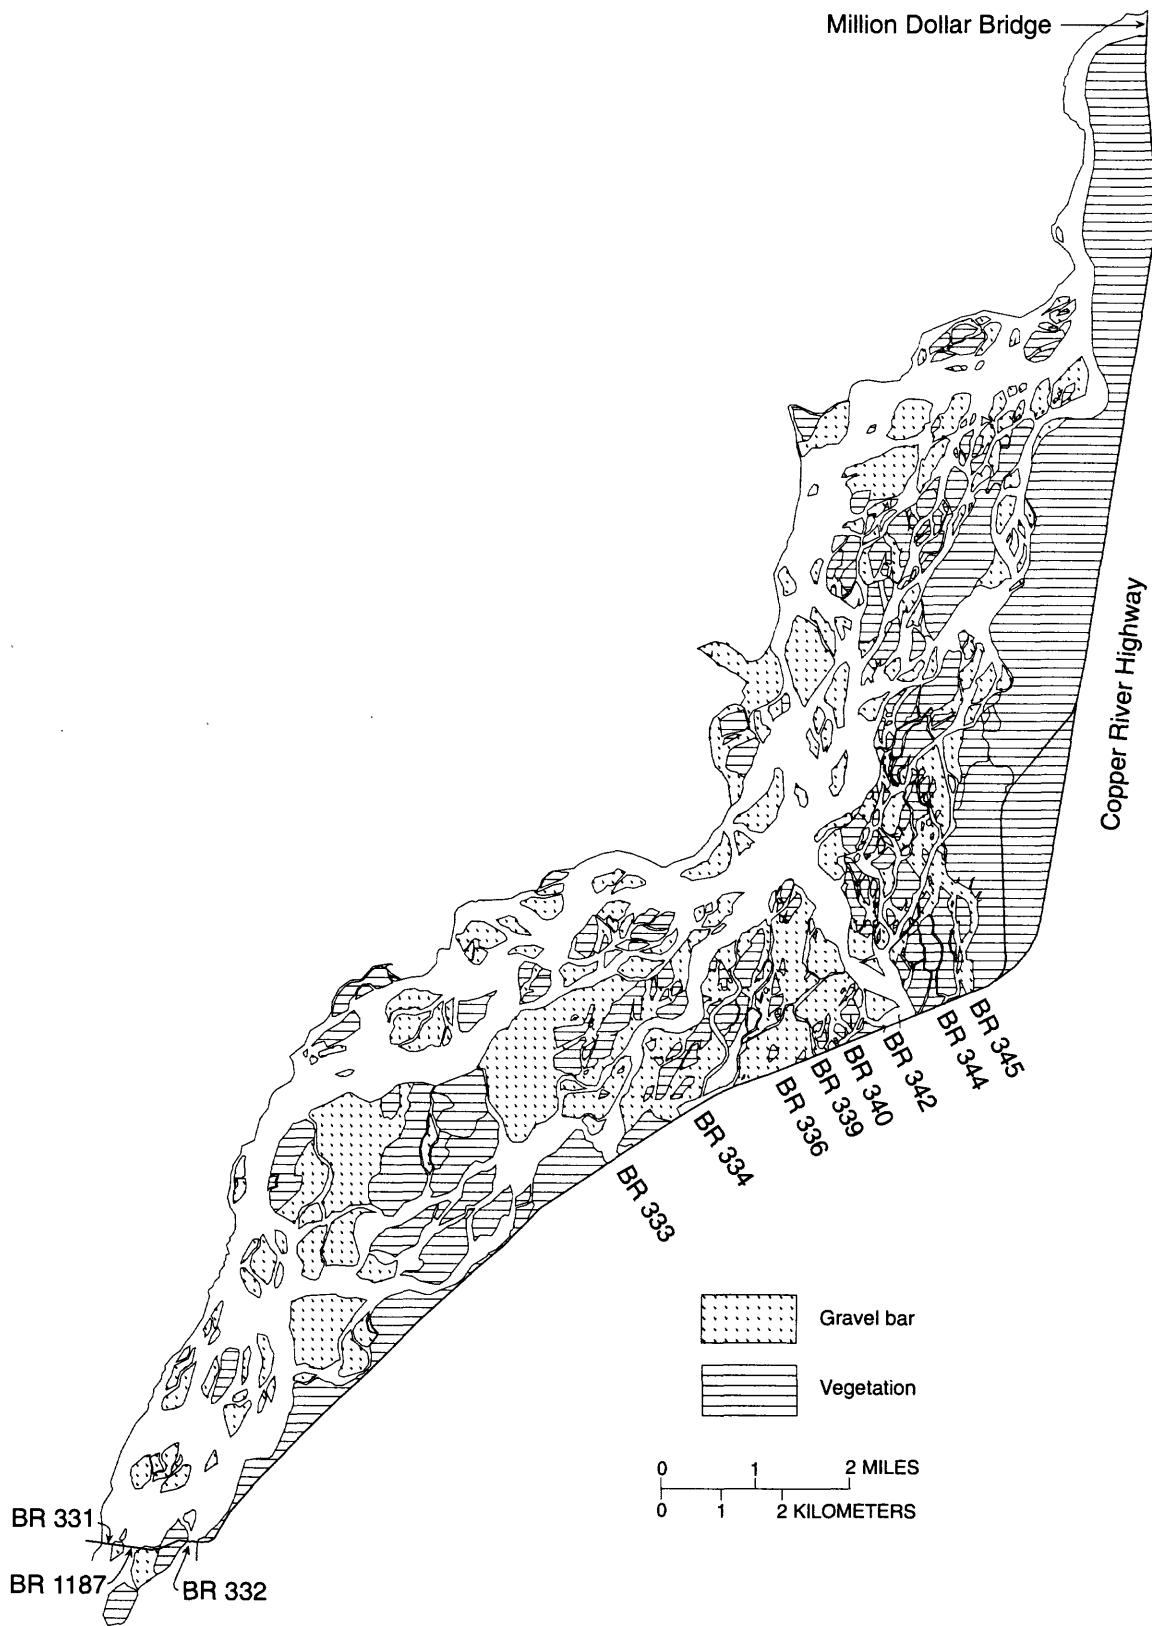 Million Dollar Bridge
Copper River Highway
BR 345
BR 344
BR 342
BR 340
BR 339
BR 336
BR 334
BR 333
Gravel bar
Vegetation
0 1 2 MILES
0 1 2 KILOMETERS
BR 331
BR 1187
BR 332